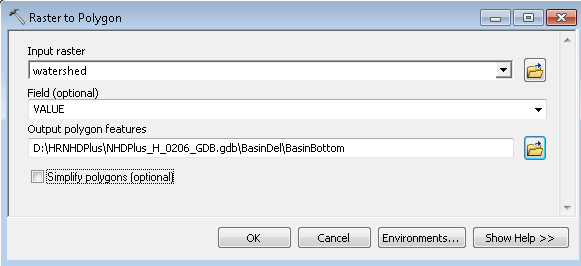 Raster to Polygon
Input raster
watershed
Field (optional)
VALUE
Output polygon features
D:\HRNHDPlus\NHDPlus_H_0206_GDB.gdb\BasinDel\BasinBottom
Simplify polygons (optional)
OK
Cancel
Environments...
Show Help >>